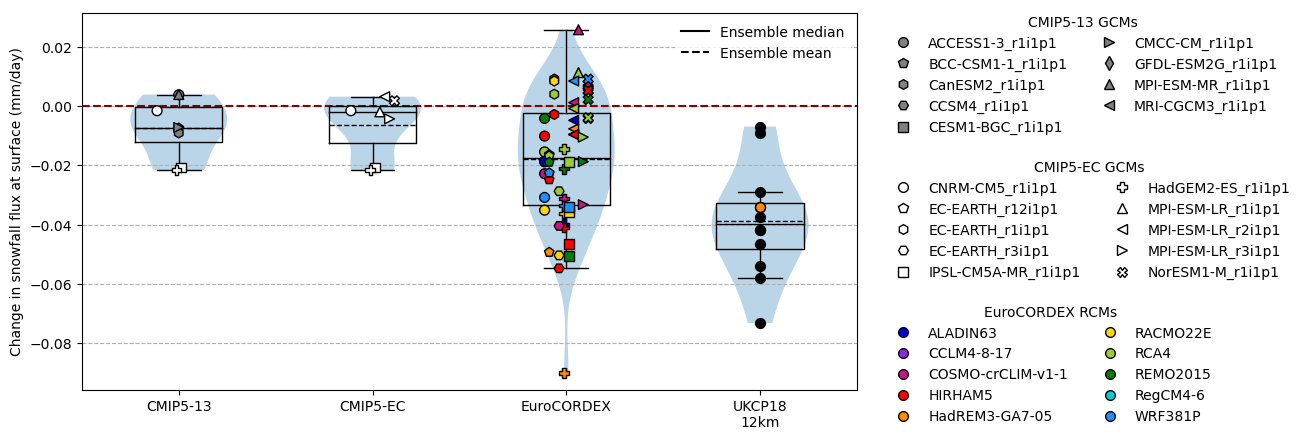 Change in snowfall flux at surface (mm/day)
0.02
0.00
−0.02
−0.04
−0.06
−0.08
Ensemble median
Ensemble mean
CMIP5-13
CMIP5-EC
EuroCORDEX
UKCP18
12km
CMIP5-13 GCMs
ACCESS1-3_r1i1p1
BCC-CSM1-1_r1i1p1
CanESM2_r1i1p1
CCSM4_r1i1p1
CESM1-BGC_r1i1p1
CMCC-CM_r1i1p1
GFDL-ESM2G_r1i1p1
MPI-ESM-MR_r1i1p1
MRI-CGCM3_r1i1p1
CMIP5-EC GCMs
CNRM-CM5_r1i1p1
EC-EARTH_r12i1p1
EC-EARTH_r1i1p1
EC-EARTH_r3i1p1
IPSL-CM5A-MR_r1i1p1
HadGEM2-ES_r1i1p1
MPI-ESM-LR_r1i1p1
MPI-ESM-LR_r2i1p1
MPI-ESM-LR_r3i1p1
NorESM1-M_r1i1p1
EuroCORDEX RCMs
ALADIN63
CCLM4-8-17
COSMO-crCLIM-v1-1
HIRHAM5
HadREM3-GA7-05
RACMO22E
RCA4
REMO2015
RegCM4-6
WRF381P